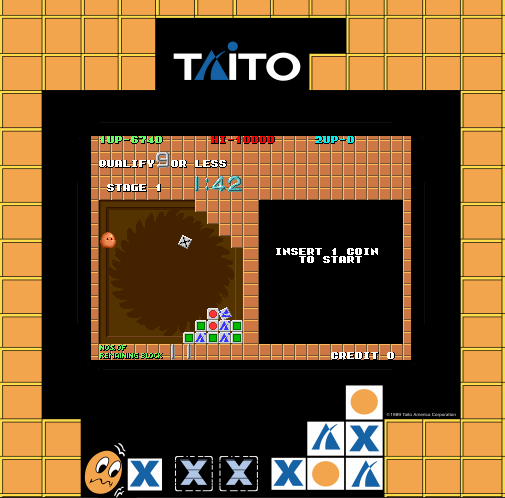 TAITO
1UP-6740 HI-10000 2UP-0
QUALIFY 9 OR LESS
STAGE 1 1:42
INSERT 1 COIN
TO START
NO'S OF
REMAINING BLOCK
CREDIT 0
©1989 Taito America Corporation
X X X X X